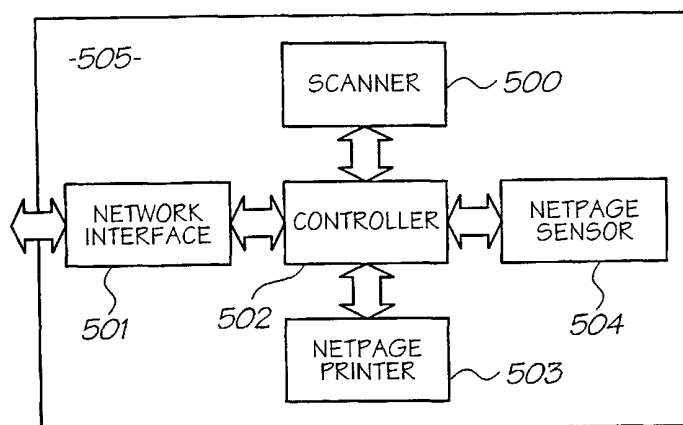 -505-
SCANNER
500
NETWORK
INTERFACE
501
CONTROLLER
502
NETPAGE
SENSOR
504
NETPAGE
PRINTER
503